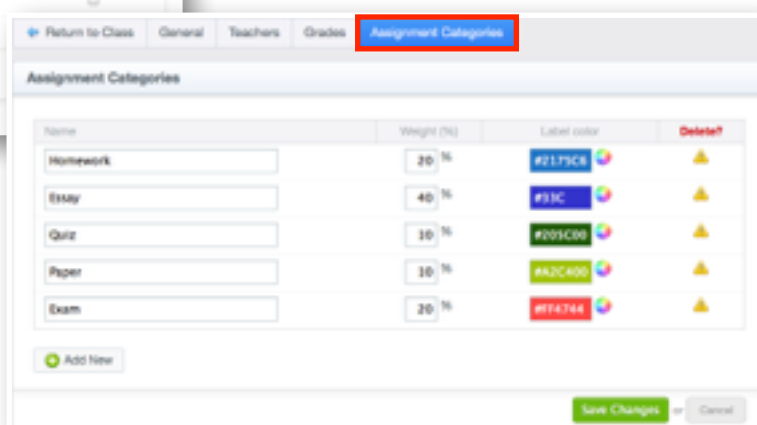 Return to Class General Teachers Grades Assignment Categories
Assignment Categories
Name Weight (%) Label color Delete?
Homework 20 % #2175C6
Essay 40 % #33C
Quiz 10 % #205C00
Paper 10 % #A2C400
Exam 20 % #FF4744
Add New
Save Changes or Cancel